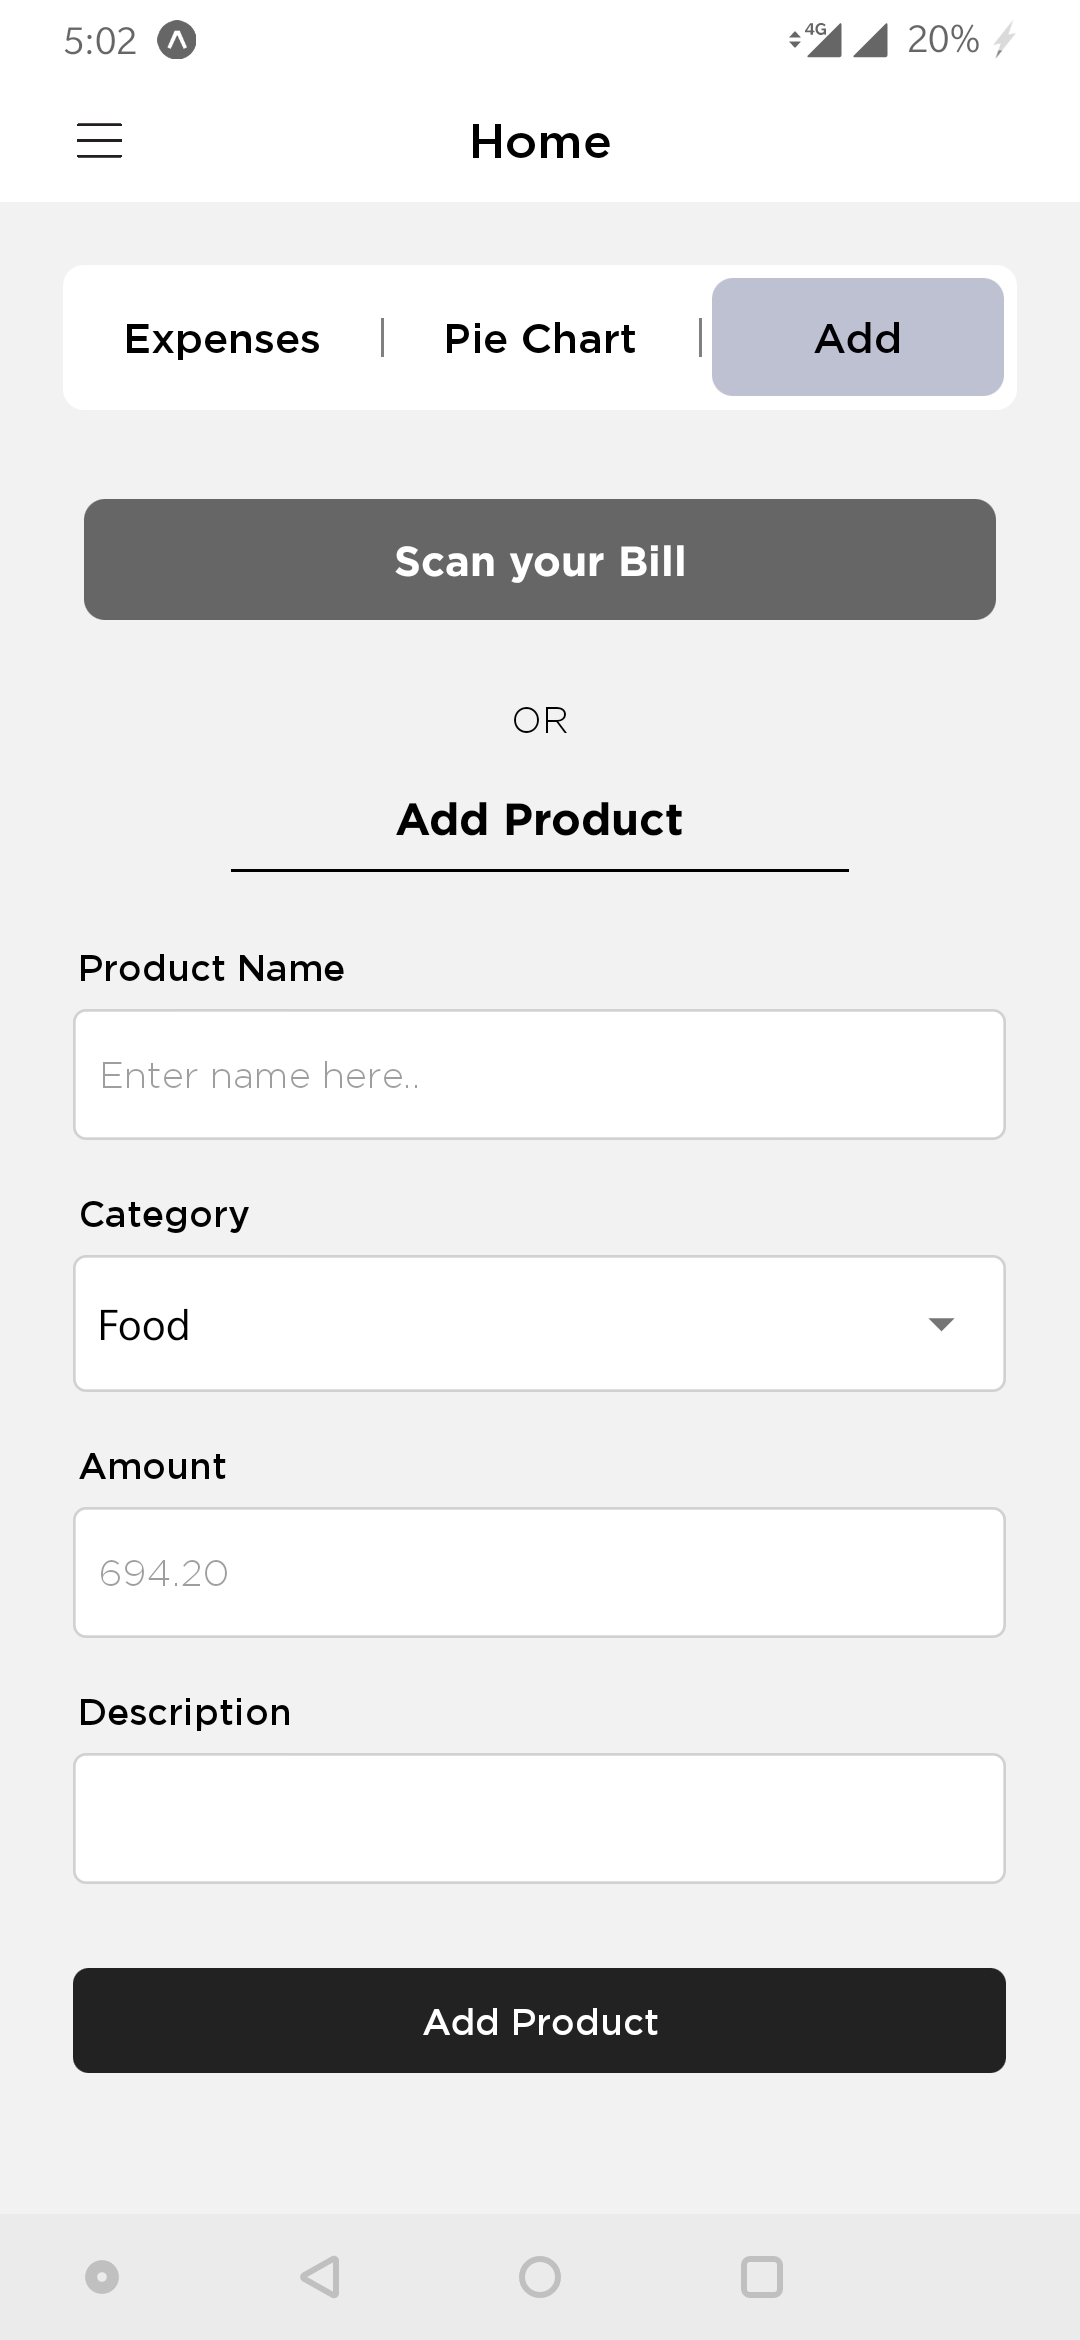 5:02 4G 20%
Home
Expenses Pie Chart Add
Scan your Bill
OR
Add Product
Product Name
Enter name here..
Category
Food
Amount
694.20
Description
Add Product